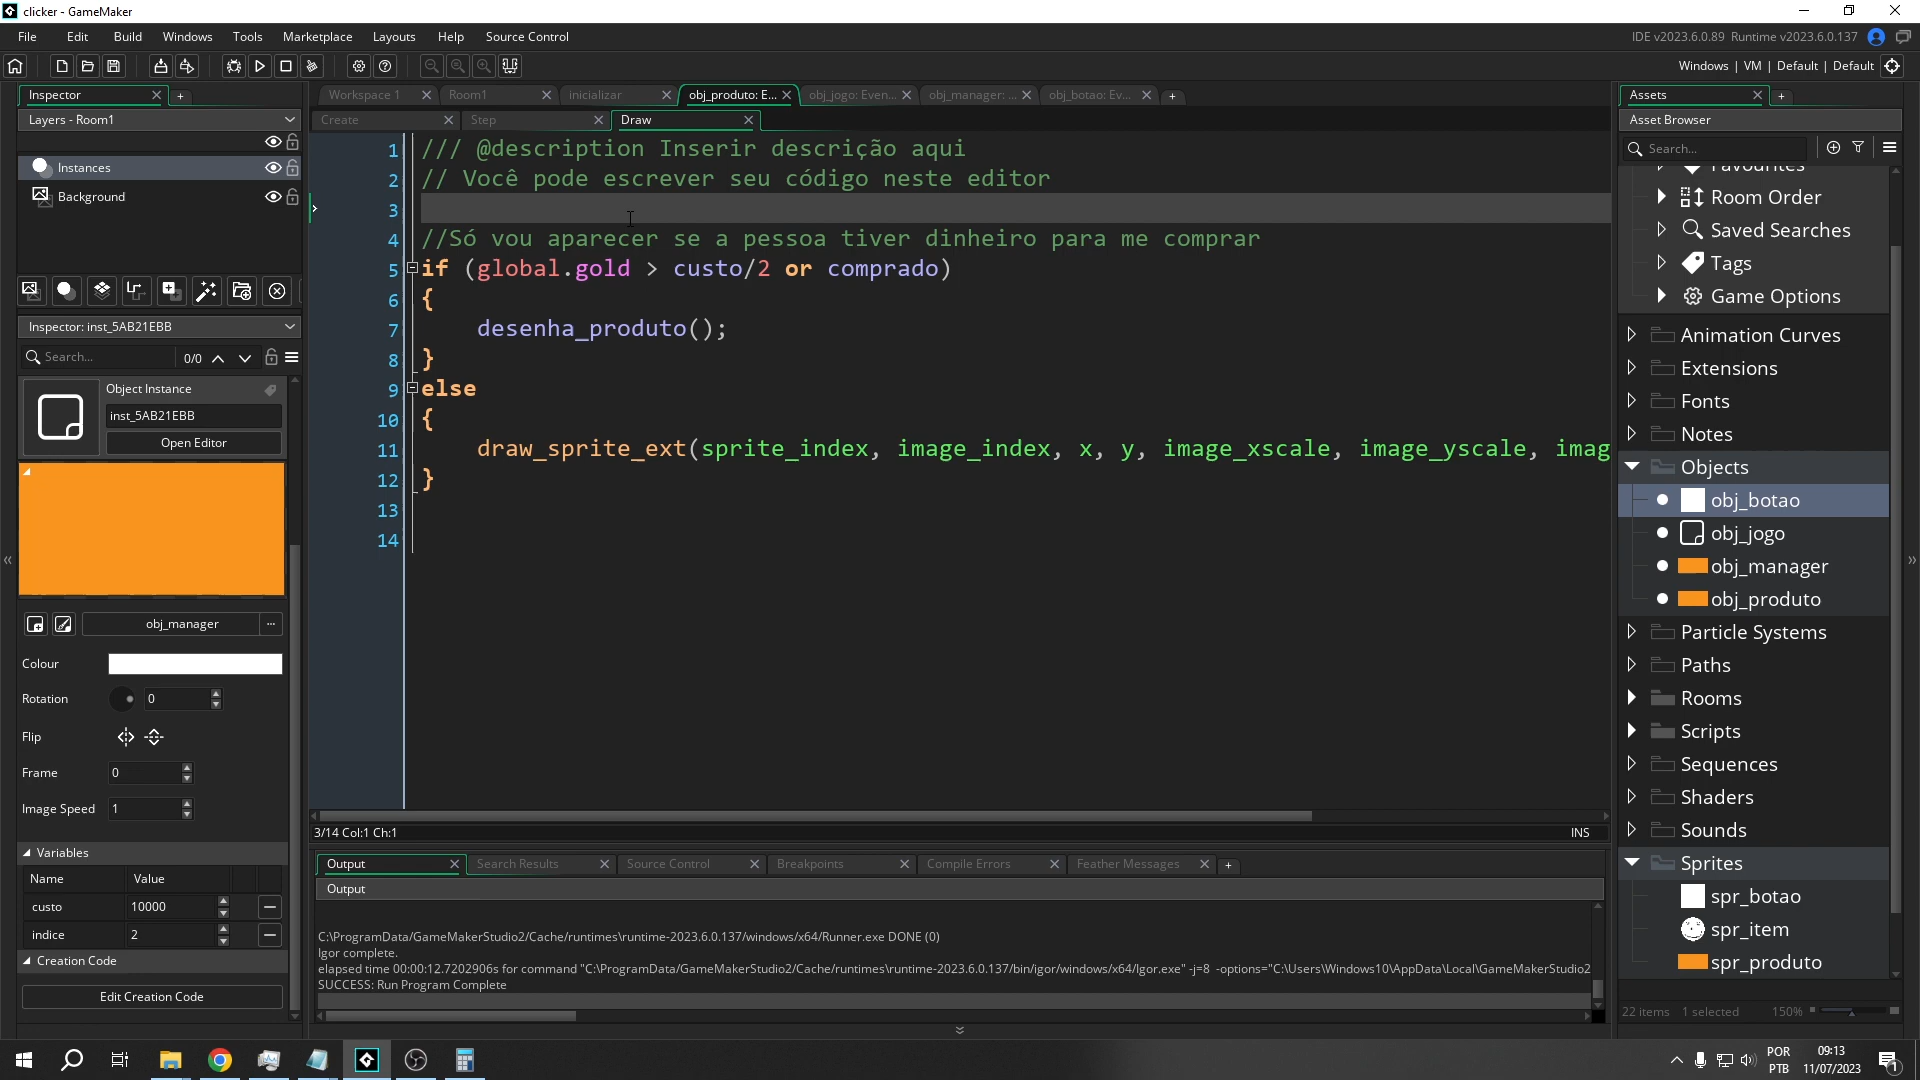 clicker - GameMaker
File Edit Build Windows Tools Marketplace Layouts Help Source Control
IDE v2023.6.0.89 Runtime v2023.6.0.137
Windows | VM | Default | Default
Inspector
Layers - Room1
Instances
Background
Inspector: inst_5AB21EBB
Search...
0/0
Object Instance
inst_5AB21EBB
Open Editor
obj_manager
...
Colour
Rotation 0
Flip
Frame 0
Image Speed 1
Variables
Name Value
custo 10000
indice 2
Creation Code
Edit Creation Code
Workspace 1 Room1 inicializar obj_produto: E... obj_jogo: Even... obj_manager: ... obj_botao: Ev...
Create Step Draw
1 /// @description Inserir descrição aqui
2 // Você pode escrever seu código neste editor
3
4 //Só vou aparecer se a pessoa tiver dinheiro para me comprar
5 if (global.gold > custo/2 or comprado)
6 {
7 desenha_produto();
8 }
9 else
10 {
11 draw_sprite_ext(sprite_index, image_index, x, y, image_xscale, image_yscale, imag
12 }
13
14
3/14 Col:1 Ch:1
INS
Output Search Results Source Control Breakpoints Compile Errors Feather Messages
Output
C:\ProgramData/GameMakerStudio2/Cache/runtimes\runtime-2023.6.0.137/windows/x64/Runner.exe DONE (0)
Igor complete.
elapsed time 00:00:12.7202906s for command "C:\ProgramData/GameMakerStudio2/Cache/runtimes\runtime-2023.6.0.137/bin/igor/windows/x64/Igor.exe" -j=8 -options="C:\Users\Windows10\AppData\Local\GameMakerStudio2
SUCCESS: Run Program Complete
Assets
Asset Browser
Search...
Favourites
Room Order
Saved Searches
Tags
Game Options
Animation Curves
Extensions
Fonts
Notes
Objects
obj_botao
obj_jogo
obj_manager
obj_produto
Particle Systems
Paths
Rooms
Scripts
Sequences
Shaders
Sounds
Sprites
spr_botao
spr_item
spr_produto
22 items 1 selected 150%
POR
PTB
09:13
11/07/2023
1